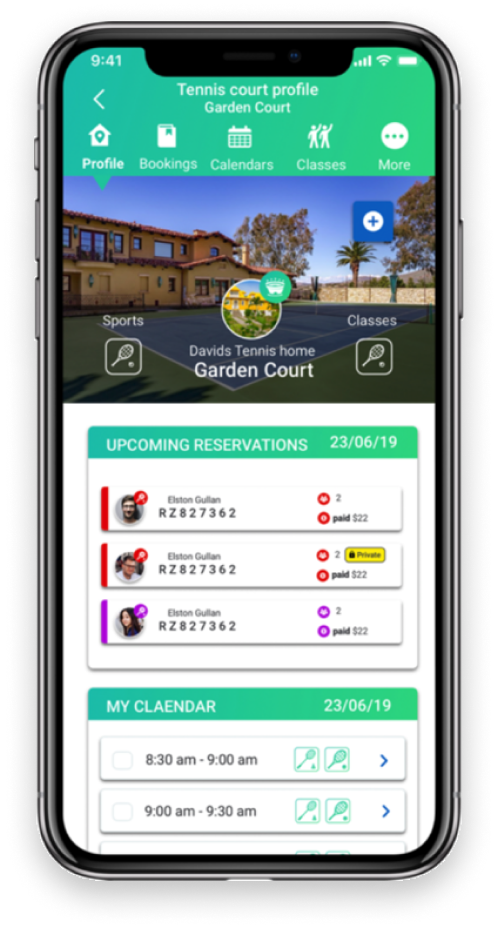 9:41
Tennis court profile
Garden Court
Profile Bookings Calendars Classes More
Sports Classes
Davids Tennis home
Garden Court
UPCOMING RESERVATIONS 23/06/19
Elston Gullan 2
RZ827362 paid $22
Elston Gullan 2 Private
RZ827362 paid $22
Elston Gullan 2
RZ827362 paid $22
MY CLAENDAR 23/06/19
8:30 am - 9:00 am
9:00 am - 9:30 am